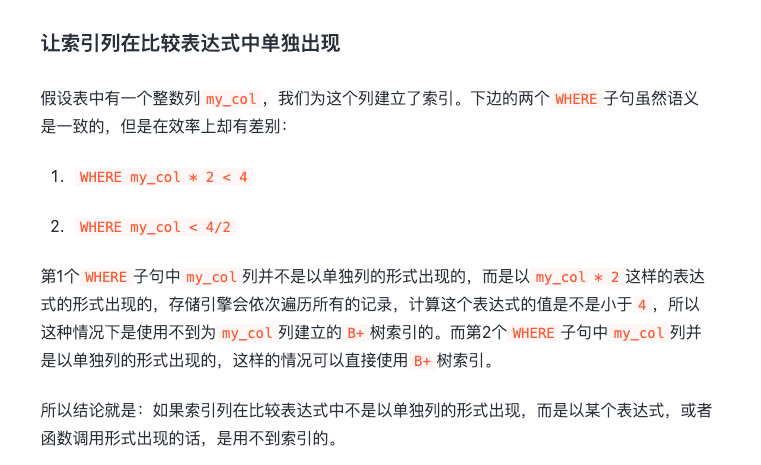 让索引列在比较表达式中单独出现
假设表中有一个整数列 my_col ，我们为这个列建立了索引。下边的两个 WHERE 子句虽然语义
是一致的，但是在效率上却有差别：
1. WHERE my_col * 2 < 4
2. WHERE my_col < 4/2
第1个 WHERE 子句中 my_col 列并不是以单独列的形式出现的，而是以 my_col * 2 这样的表达
式的形式出现的，存储引擎会依次遍历所有的记录，计算这个表达式的值是不是小于 4 ，所以
这种情况下是使用不到为 my_col 列建立的 B+ 树索引的。而第2个 WHERE 子句中 my_col 列并
是以单独列的形式出现的，这样的情况可以直接使用 B+ 树索引。
所以结论就是：如果索引列在比较表达式中不是以单独列的形式出现，而是以某个表达式，或者
函数调用形式出现的话，是用不到索引的。